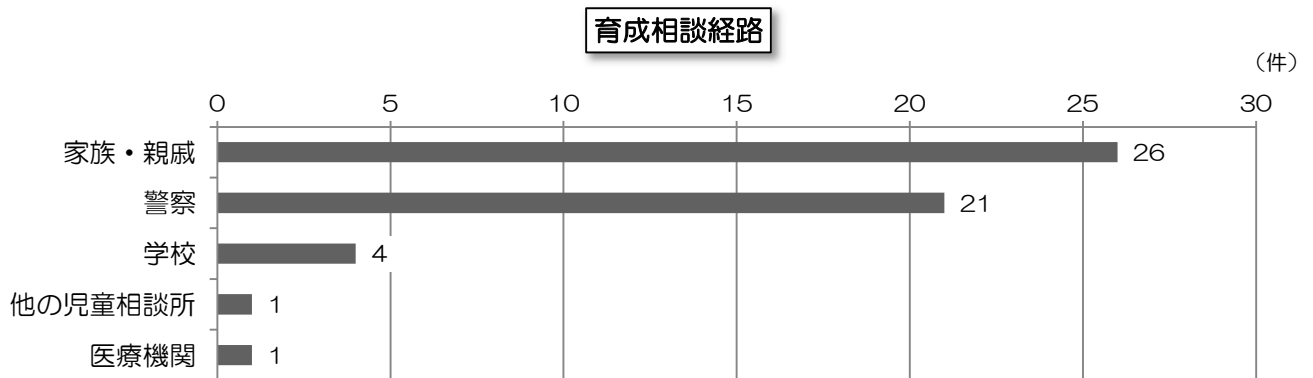 育成相談経路
（件）
0 5 10 15 20 25 30
家族・親戚 26
警察 21
学校 4
他の児童相談所 1
医療機関 1